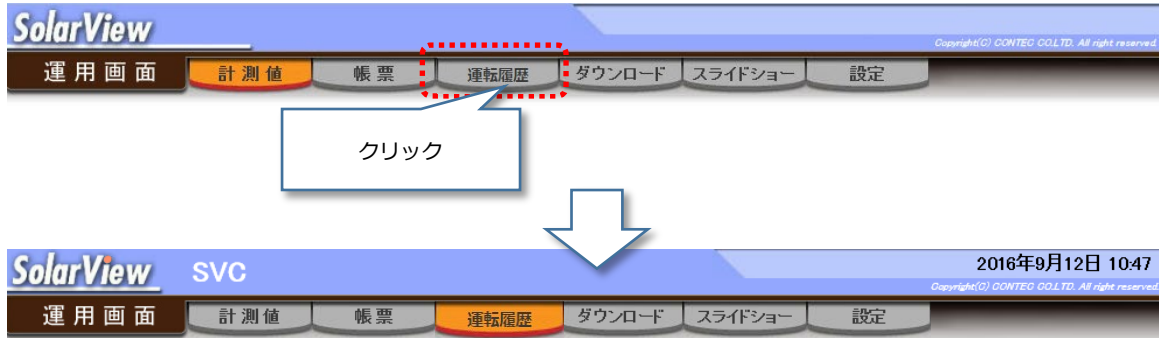 SolarView
Copyright(C) CONTEC CO.,LTD. All right reserved.
運用画面 計測値 帳票 運転履歴 ダウンロード スライドショー 設定
クリック
SolarView SVC 2016年9月12日 10:47
Copyright(C) CONTEC CO.,LTD. All right reserved.
運用画面 計測値 帳票 運転履歴 ダウンロード スライドショー 設定